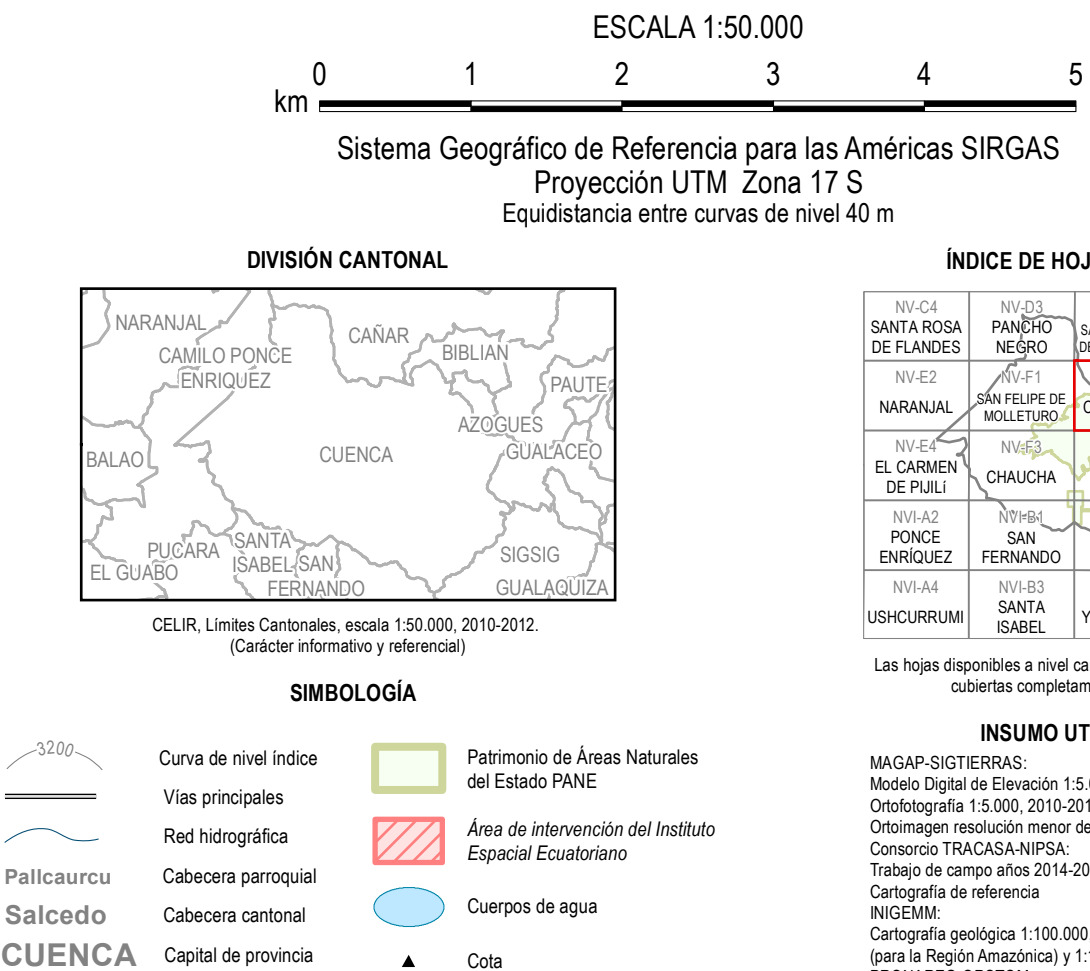 ESCALA 1:50.000
0 1 2 3 4 5
km
Sistema Geográfico de Referencia para las Américas SIRGAS
Proyección UTM Zona 17 S
Equidistancia entre curvas de nivel 40 m
DIVISIÓN CANTONAL
NARANJAL
CAMILO PONCE
ENRIQUEZ
CAÑAR
BIBLIAN
PAUTE
AZOGUES
GUALACEO
CUENCA
BALAO
PUCARA
SANTA
ISABEL
SAN
FERNANDO
EL GUABO
SIGSIG
GUALAQUIZA
CELIR, Límites Cantonales, escala 1:50.000, 2010-2012.
(Carácter informativo y referencial)
SIMBOLOGÍA
3200
Curva de nivel índice
Vías principales
Red hidrográfica
Pallcaurcu
Cabecera parroquial
Salcedo
Cabecera cantonal
CUENCA
Capital de provincia
Patrimonio de Áreas Naturales
del Estado PANE
Área de intervención del Instituto
Espacial Ecuatoriano
Cuerpos de agua
Cota
ÍNDICE DE HOJ
NV-C4
SANTA ROSA
DE FLANDES
NV-D3
PANCHO
NEGRO
NV-E2
NARANJAL
NV-F1
SAN FELIPE DE
MOLLETURO
NV-E4
EL CARMEN
DE PIJILí
NV-F3
CHAUCHA
NVI-A2
PONCE
ENRÍQUEZ
NVI-B1
SAN
FERNANDO
NVI-A4
USHCURRUMI
NVI-B3
SANTA
ISABEL
Y
Las hojas disponibles a nivel ca
cubiertas completam
INSUMO UT
MAGAP-SIGTIERRAS:
Modelo Digital de Elevación 1:5.0
Ortofotografía 1:5.000, 2010-201
Ortoimagen resolución menor de
Consorcio TRACASA-NIPSA:
Trabajo de campo años 2014-20
Cartografía de referencia
INIGEMM:
Cartografía geológica 1:100.000
(para la Región Amazónica) y 1: